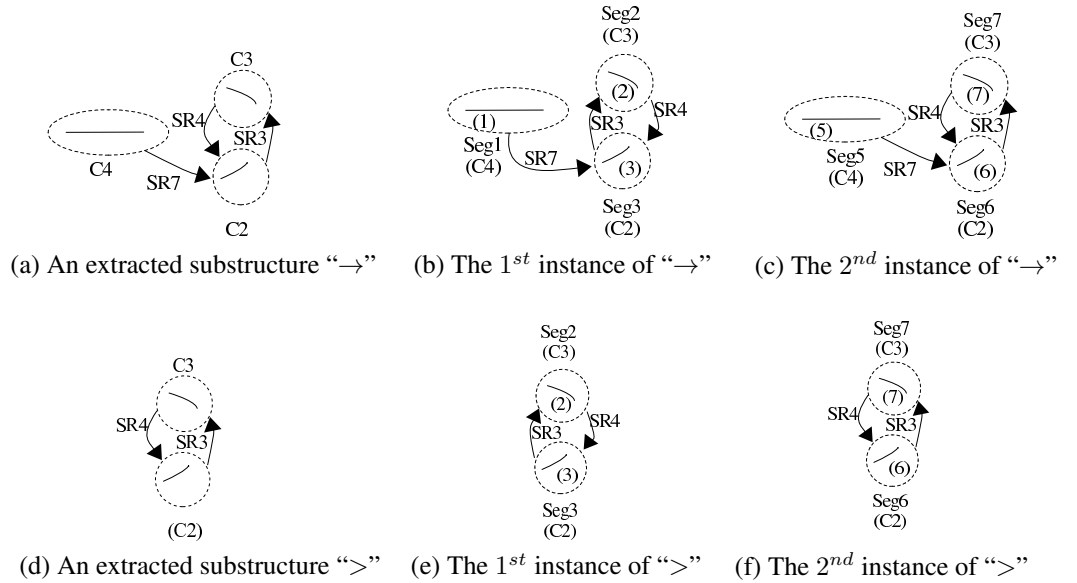 C3
SR4
SR3
C4
SR7
C2
(a) An extracted substructure “→”
Seg2
(C3)
(2)
SR4
(1)
SR3
Seg1
(C4)
SR7
(3)
Seg3
(C2)
(b) The 1st instance of “→”
Seg7
(C3)
(7)
SR4
SR3
(5)
Seg5
(C4)
SR7
(6)
Seg6
(C2)
(c) The 2nd instance of “→”
C3
SR4
SR3
(C2)
(d) An extracted substructure “>”
Seg2
(C3)
(2)
SR4
SR3
(3)
Seg3
(C2)
(e) The 1st instance of “>”
Seg7
(C3)
(7)
SR4
SR3
(6)
Seg6
(C2)
(f) The 2nd instance of “>”